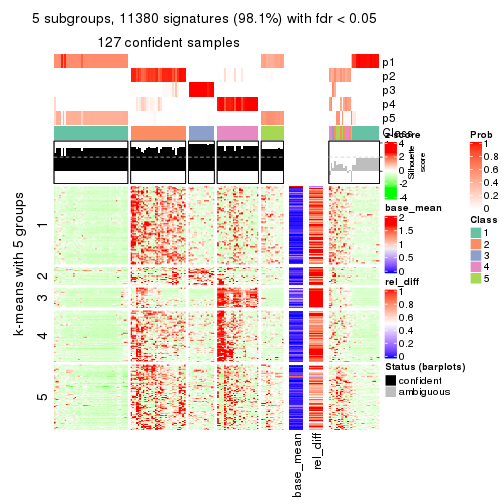 5 subgroups, 11380 signatures (98.1%) with fdr < 0.05
127 confident samples
p1
p2
p3
p4
p5
Class
z-score
4
2
0
-2
-4
Silhouette
score
base_mean
2
1.5
1
0.5
0
rel_diff
1
0.8
0.6
0.4
0.2
0
Status (barplots)
confident
ambiguous
Prob
1
0.8
0.6
0.4
0.2
0
Class
1
2
3
4
5
k-means with 5 groups
1
2
3
4
5
base_mean
rel_diff